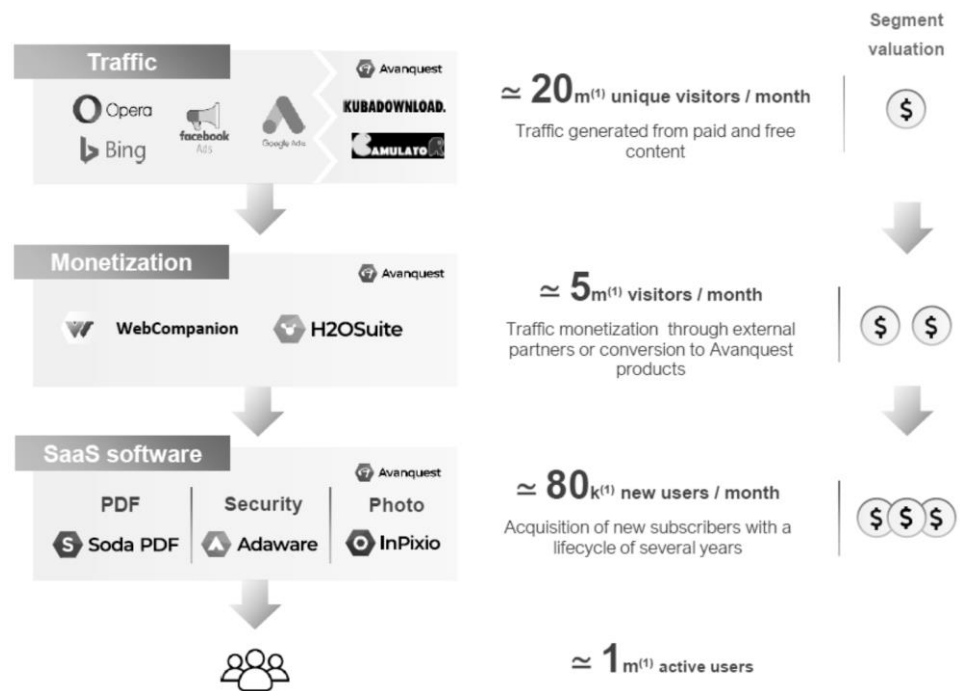 Segment
valuation
Traffic
Avanquest
Opera
Bing
facebook
Ads
Google Ads
KUBADOWNLOAD.
CAMULATOR
≃ 20m(1) unique visitors / month
Traffic generated from paid and free
content
$
Monetization
Avanquest
WebCompanion
H2OSuite
≃ 5m(1) visitors / month
Traffic monetization through external
partners or conversion to Avanquest
products
$ $
SaaS software
Avanquest
PDF
Security
Photo
S Soda PDF
Adaware
InPixio
≃ 80k(1) new users / month
Acquisition of new subscribers with a
lifecycle of several years
$ $ $
≃ 1m(1) active users